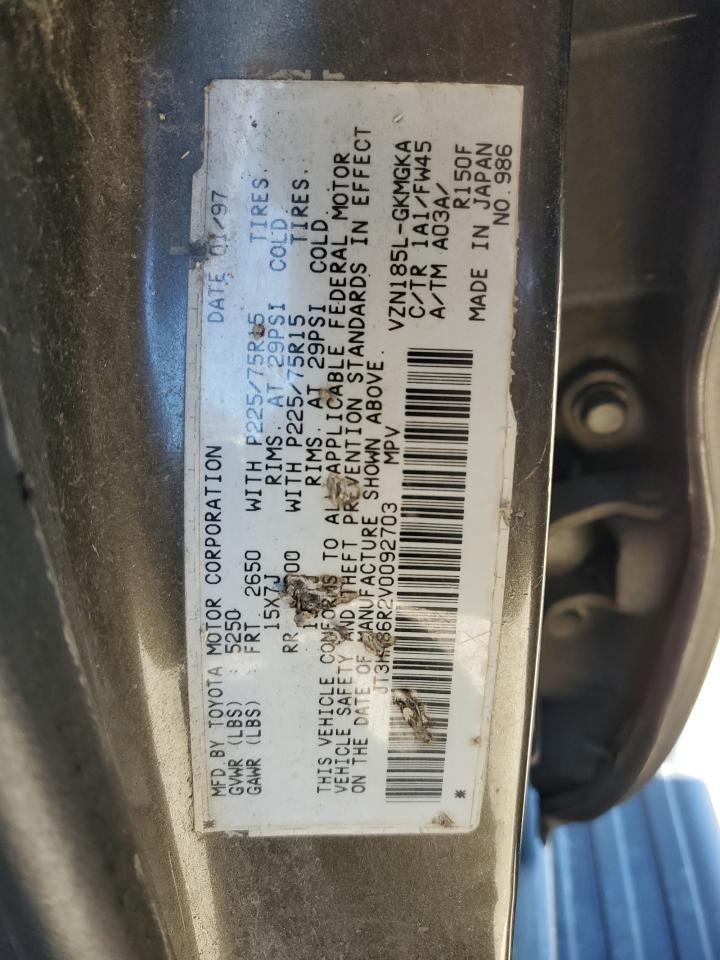 * MFD. BY TOYOTA MOTOR CORPORATION DATE 01/97
GVWR (LBS) : 5250
GAWR (LBS) : FRT 2650 WITH P225/75R15 TIRES.
15X7J RIMS. AT 29PSI COLD.
RR WITH P225/75R15 TIRES.
RIMS. AT 29PSI COLD.
THIS VEHICLE CONFORMS TO ALL APPLICABLE FEDERAL MOTOR
VEHICLE SAFETY AND THEFT PREVENTION STANDARDS IN EFFECT
ON THE DATE OF MANUFACTURE SHOWN ABOVE.
MPV
VZN185L-GKMGKA
C/TR 1A1/FW45
A/TM A03A/
R150F
MADE IN JAPAN
* NO. 986